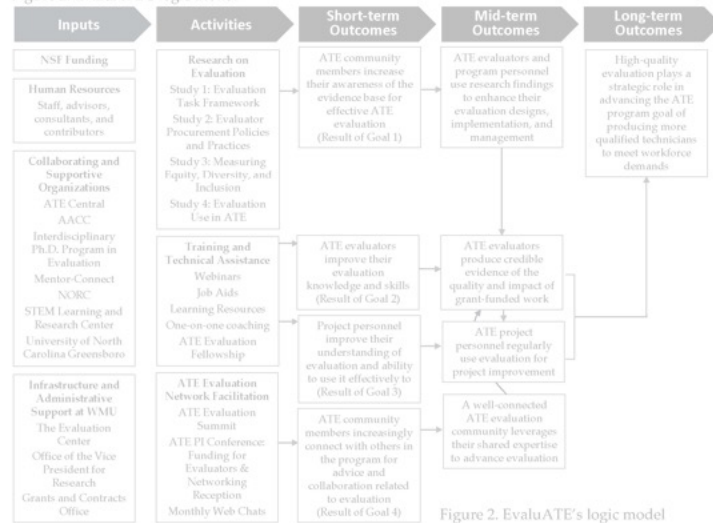 Inputs
Activities
Short-term
Outcomes
Mid-term
Outcomes
Long-term
Outcomes
NSF Funding
Human Resources
Staff, advisors,
consultants, and
contributors
Collaborating and
Supportive
Organizations
ATE Central
AACC
Interdisciplinary
Ph.D. Program in
Evaluation
Mentor-Connect
NORC
STEM Learning and
Research Center
University of North
Carolina Greensboro
Infrastructure and
Administrative
Support at WMU
The Evaluation
Center
Office of the Vice
President for
Research
Grants and Contracts
Office
Research on
Evaluation
Study 1: Evaluation
Task Framework
Study 2: Evaluator
Procurement Policies
and Practices
Study 3: Measuring
Equity, Diversity, and
Inclusion
Study 4: Evaluation
Use in ATE
Training and
Technical Assistance
Webinars
Job Aids
Learning Resources
One-on-one coaching
ATE Evaluation
Fellowship
ATE Evaluation
Network Facilitation
ATE Evaluation
Summit
ATE PI Conference:
Funding for
Evaluators &
Networking
Reception
Monthly Web Chats
ATE community
members increase
their awareness of the
evidence base for
effective ATE
evaluation
(Result of Goal 1)
ATE evaluators
improve their
evaluation
knowledge and skills
(Result of Goal 2)
Project personnel
improve their
understanding of
evaluation and ability
to use it effectively to
(Result of Goal 3)
ATE community
members increasingly
connect with others in
the program for
advice and
collaboration related
to evaluation
(Result of Goal 4)
ATE evaluators and
program personnel
use research findings
to enhance their
evaluation designs,
implementation, and
management
ATE evaluators
produce credible
evidence of the
quality and impact of
grant-funded work
ATE project
personnel regularly
use evaluation for
project improvement
A well-connected
ATE evaluation
community leverages
their shared expertise
to advance evaluation
High-quality
evaluation plays a
strategic role in
advancing the ATE
program goal of
producing more
qualified technicians
to meet workforce
demands
Figure 2. EvaluATE's logic model